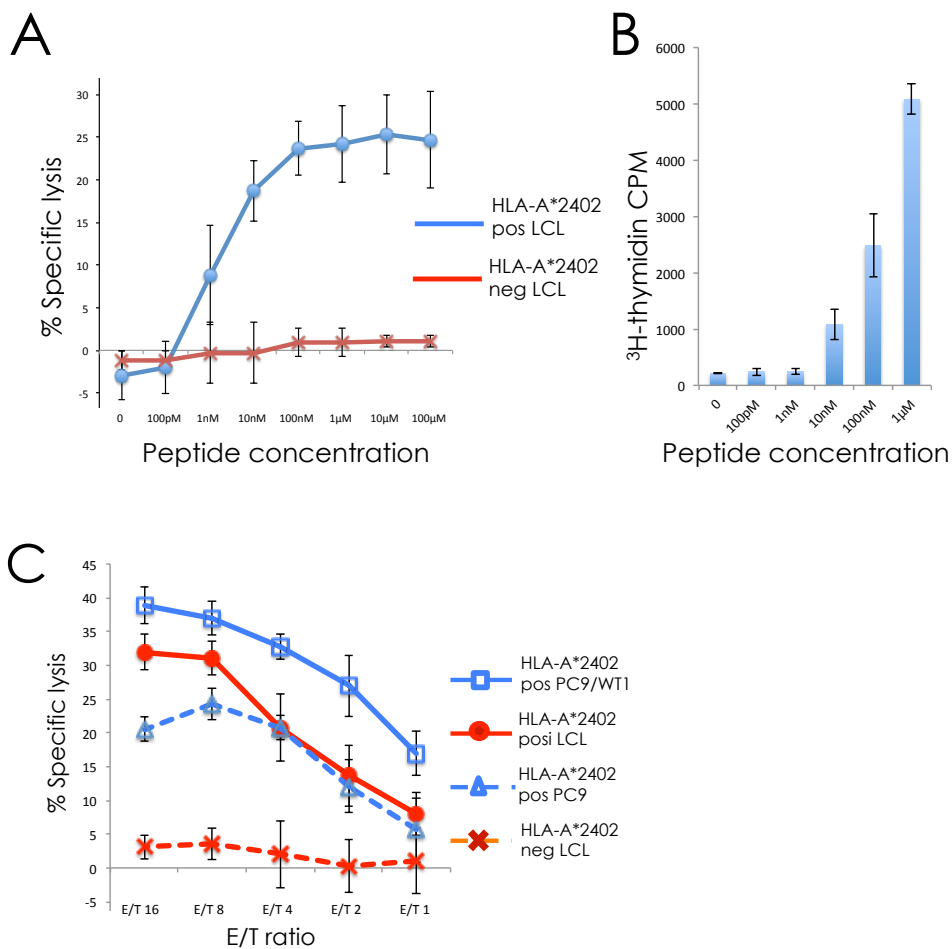 A
% Specific lysis
30
25
20
15
10
5
0
-5
0 100pM 1nM 10nM 100nM 1µM 10µM 100µM
Peptide concentration
HLA-A*2402
pos LCL
HLA-A*2402
neg LCL
B
³H-thymidin CPM
6000
5000
4000
3000
2000
1000
0
0 100pM 1nM 10nM 100nM 1µM
Peptide concentration
C
% Specific lysis
45
40
35
30
25
20
15
10
5
0
-5
E/T 16 E/T 8 E/T 4 E/T 2 E/T 1
E/T ratio
HLA-A*2402
pos PC9/WT1
HLA-A*2402
posi LCL
HLA-A*2402
pos PC9
HLA-A*2402
neg LCL